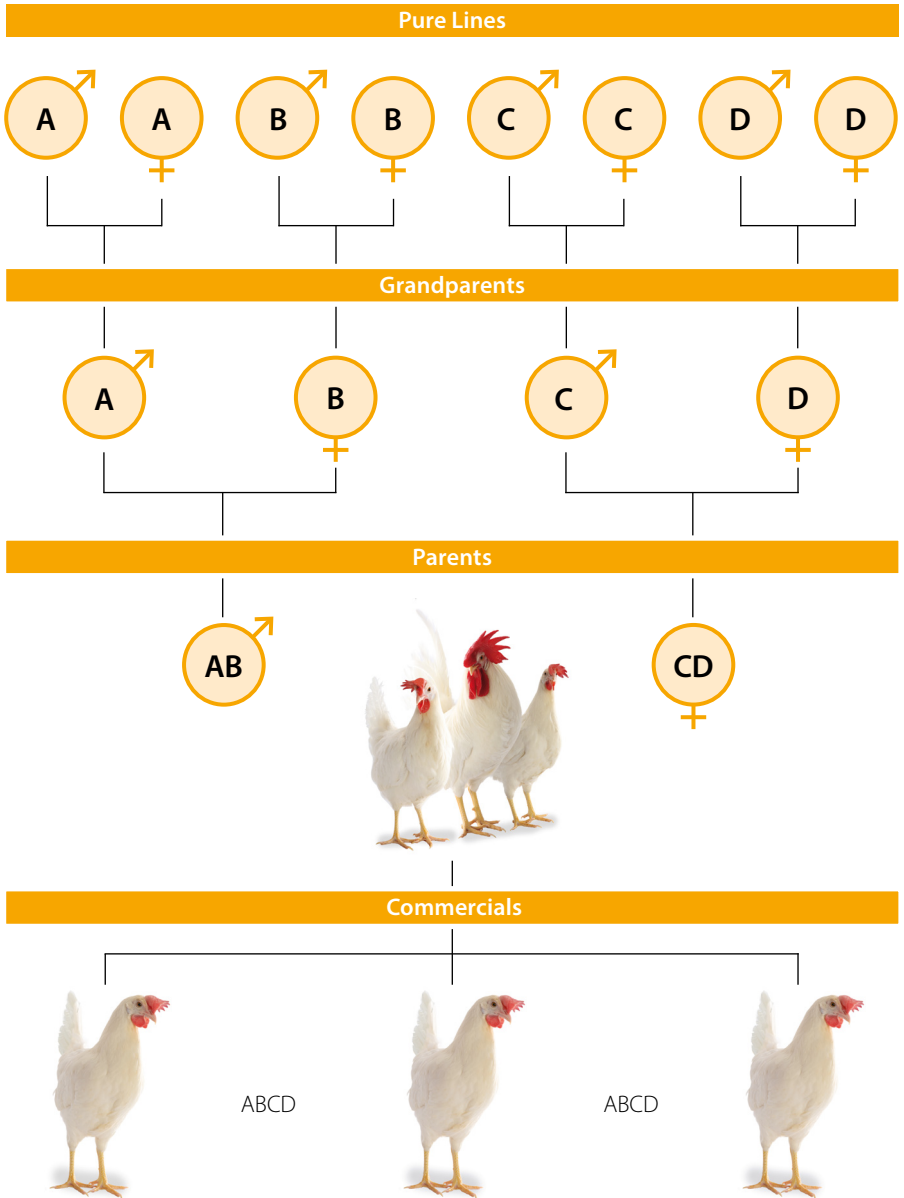 Pure Lines
A A B B C C D D
Grandparents
A B C D
Parents
AB CD
Commercials
ABCD ABCD